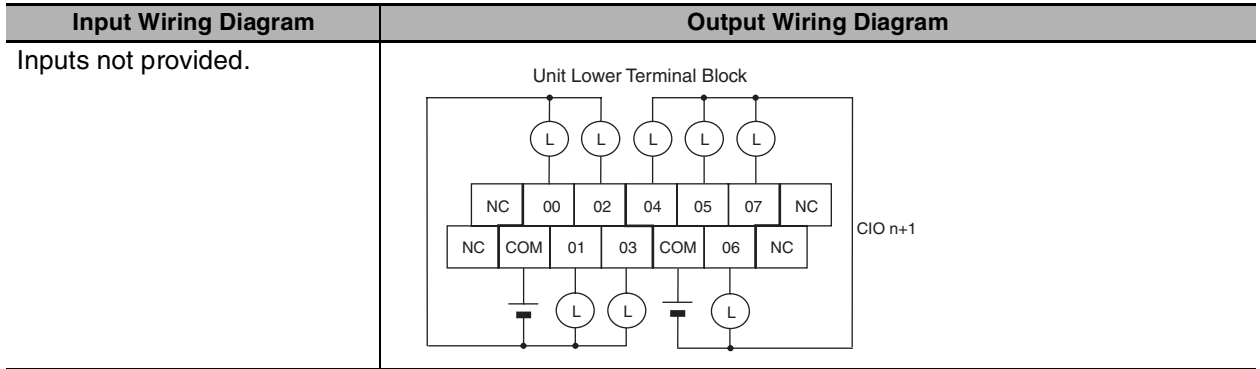 Input Wiring Diagram Output Wiring Diagram
Inputs not provided.
Unit Lower Terminal Block
L L L L L
NC 00 02 04 05 07 NC
CIO n+1
NC COM 01 03 COM 06 NC
L L L